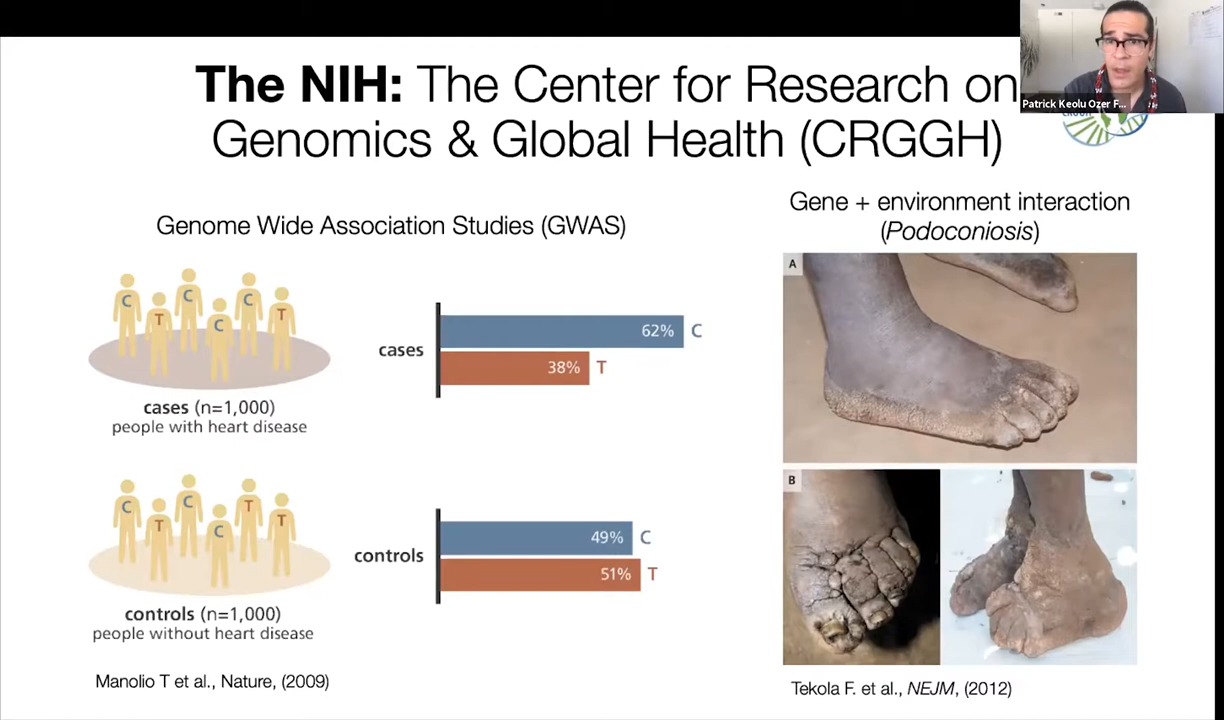 The NIH: The Center for Research on
Genomics & Global Health (CRGGH)
Patrick Keolu Ozer F...
Genome Wide Association Studies (GWAS)
C
T
C
C
C
T
cases (n=1,000)
people with heart disease
cases
62% C
38% T
C
T
C
C
T
T
controls (n=1,000)
people without heart disease
controls
49% C
51% T
Manolio T et al., Nature, (2009)
Gene + environment interaction
(Podoconiosis)
A
B
Tekola F. et al., NEJM, (2012)